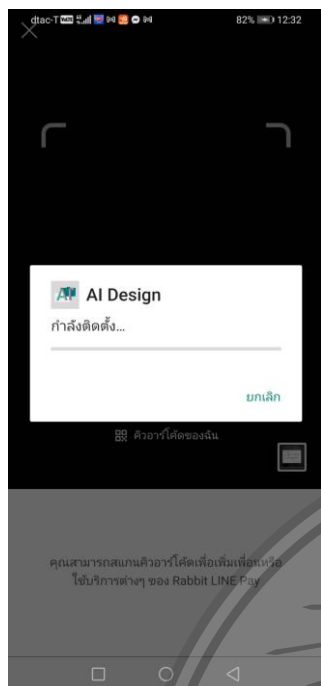 dtac-T 82% 12:32
AI Design
กำลังติดตั้ง...
ยกเลิก
คิวอาร์โค้ดของฉัน
คุณสามารถสแกนคิวอาร์โค้ดเพื่อเพิ่มเพื่อนหรือ
ใช้บริการต่างๆ ของ Rabbit LINE Pay